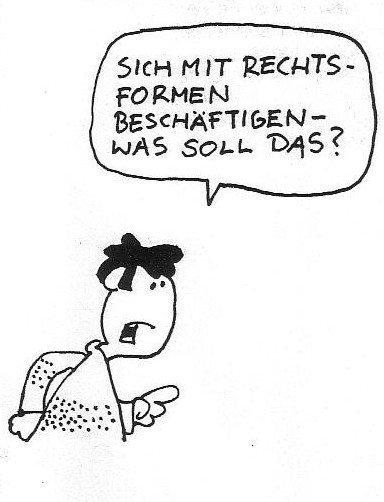 SICH MIT RECHTS-
FORMEN
BESCHÄFTIGEN-
WAS SOLL DAS?